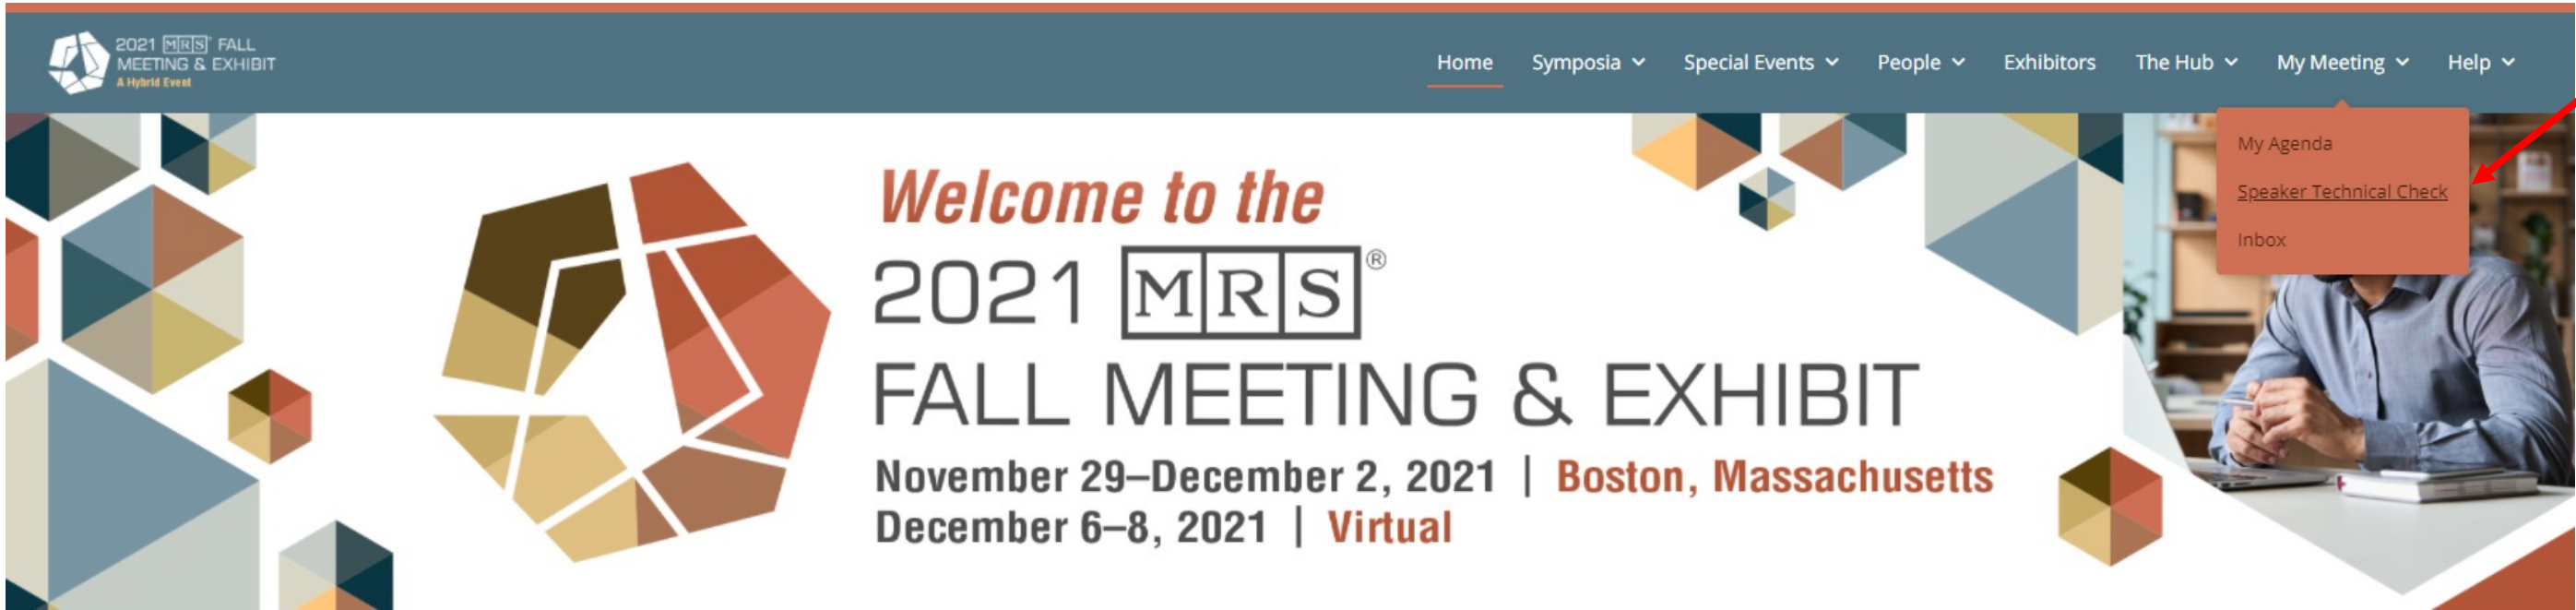 2021 MRS® FALL
MEETING & EXHIBIT
A Hybrid Event
Home Symposia Special Events People Exhibitors The Hub My Meeting Help
My Agenda
Speaker Technical Check
Inbox
Welcome to the
2021 MRS®
FALL MEETING & EXHIBIT
November 29–December 2, 2021 | Boston, Massachusetts
December 6–8, 2021 | Virtual